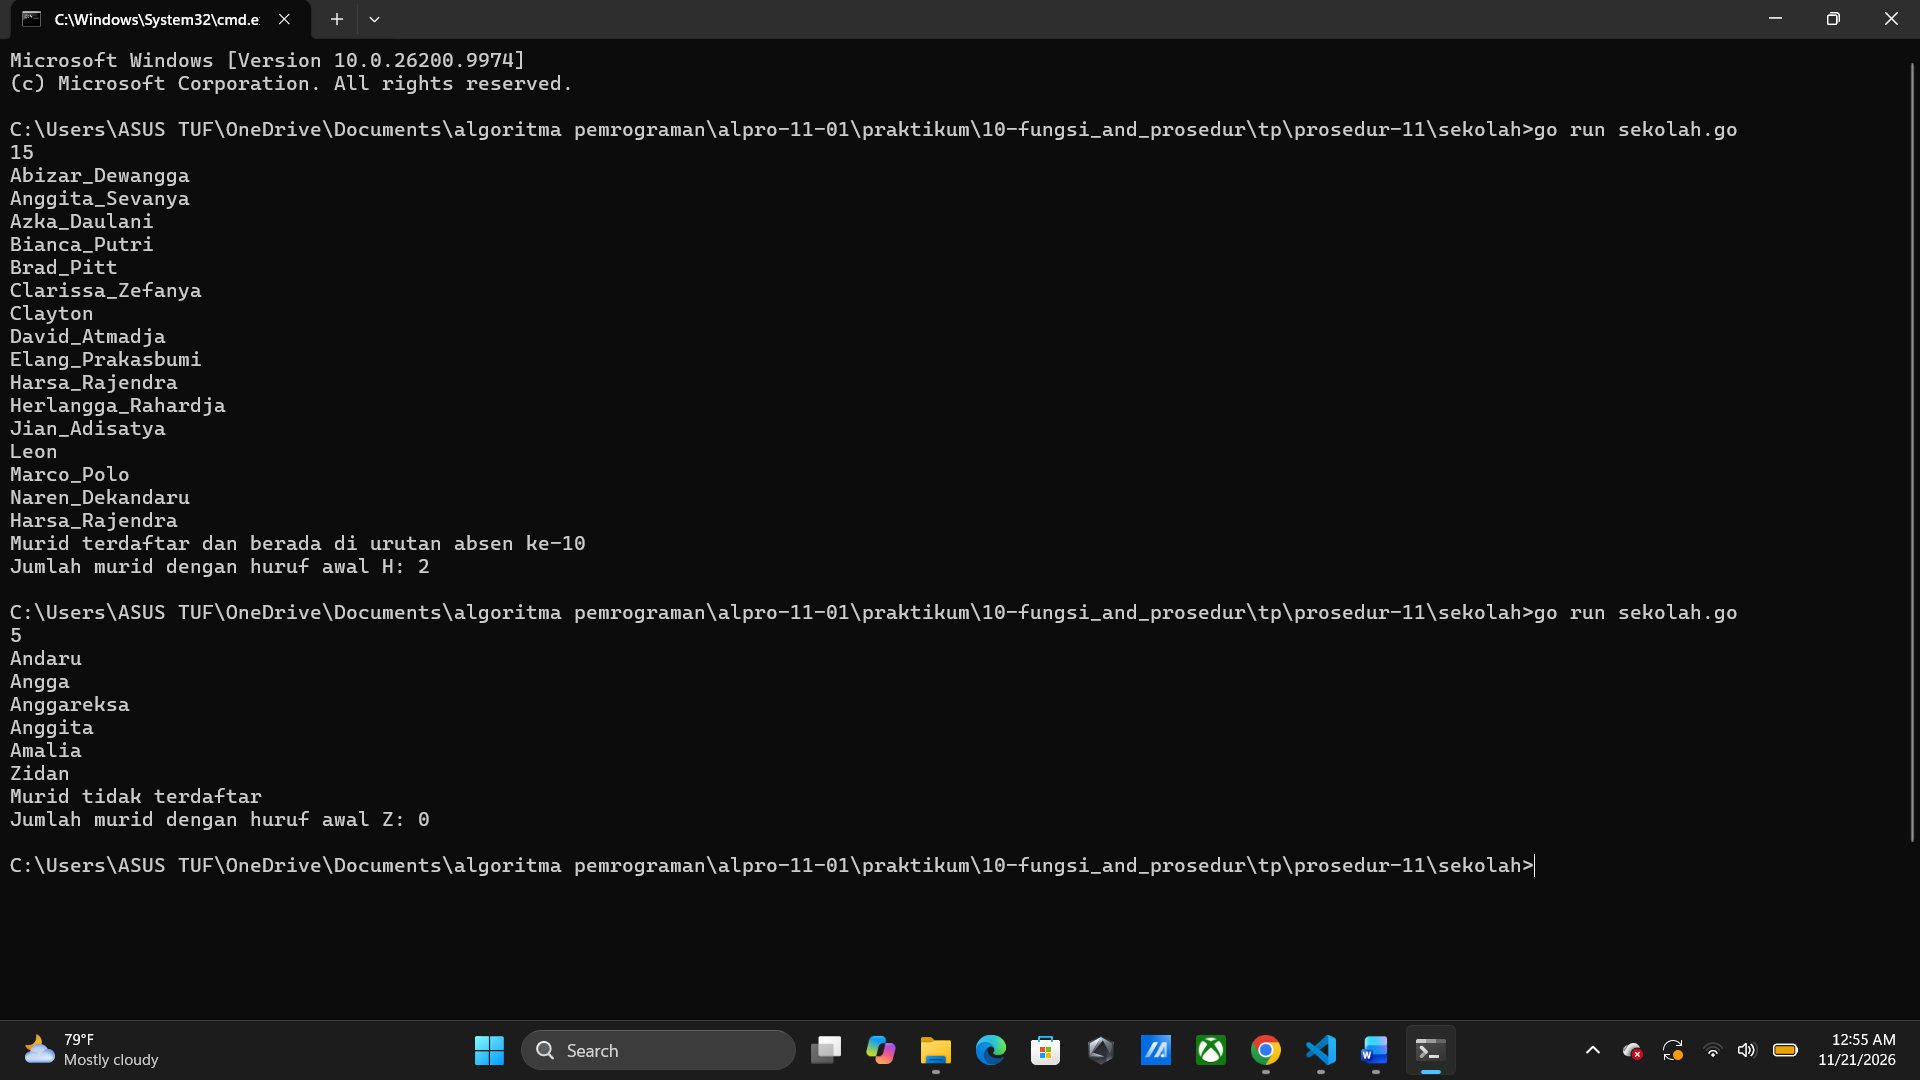 C:\Windows\System32\cmd.e
Microsoft Windows [Version 10.0.26200.9974]
(c) Microsoft Corporation. All rights reserved.
C:\Users\ASUS TUF\OneDrive\Documents\algoritma pemrograman\alpro-11-01\praktikum\10-fungsi_and_prosedur\tp\prosedur-11\sekolah>go run sekolah.go
15
Abizar_Dewangga
Anggita_Sevanya
Azka_Daulani
Bianca_Putri
Brad_Pitt
Clarissa_Zefanya
Clayton
David_Atmadja
Elang_Prakasbumi
Harsa_Rajendra
Herlangga_Rahardja
Jian_Adisatya
Leon
Marco_Polo
Naren_Dekandaru
Harsa_Rajendra
Murid terdaftar dan berada di urutan absen ke-10
Jumlah murid dengan huruf awal H: 2
C:\Users\ASUS TUF\OneDrive\Documents\algoritma pemrograman\alpro-11-01\praktikum\10-fungsi_and_prosedur\tp\prosedur-11\sekolah>go run sekolah.go
5
Andaru
Angga
Anggareksa
Anggita
Amalia
Zidan
Murid tidak terdaftar
Jumlah murid dengan huruf awal Z: 0
C:\Users\ASUS TUF\OneDrive\Documents\algoritma pemrograman\alpro-11-01\praktikum\10-fungsi_and_prosedur\tp\prosedur-11\sekolah>
79°F
Mostly cloudy
Search
12:55 AM
11/21/2026